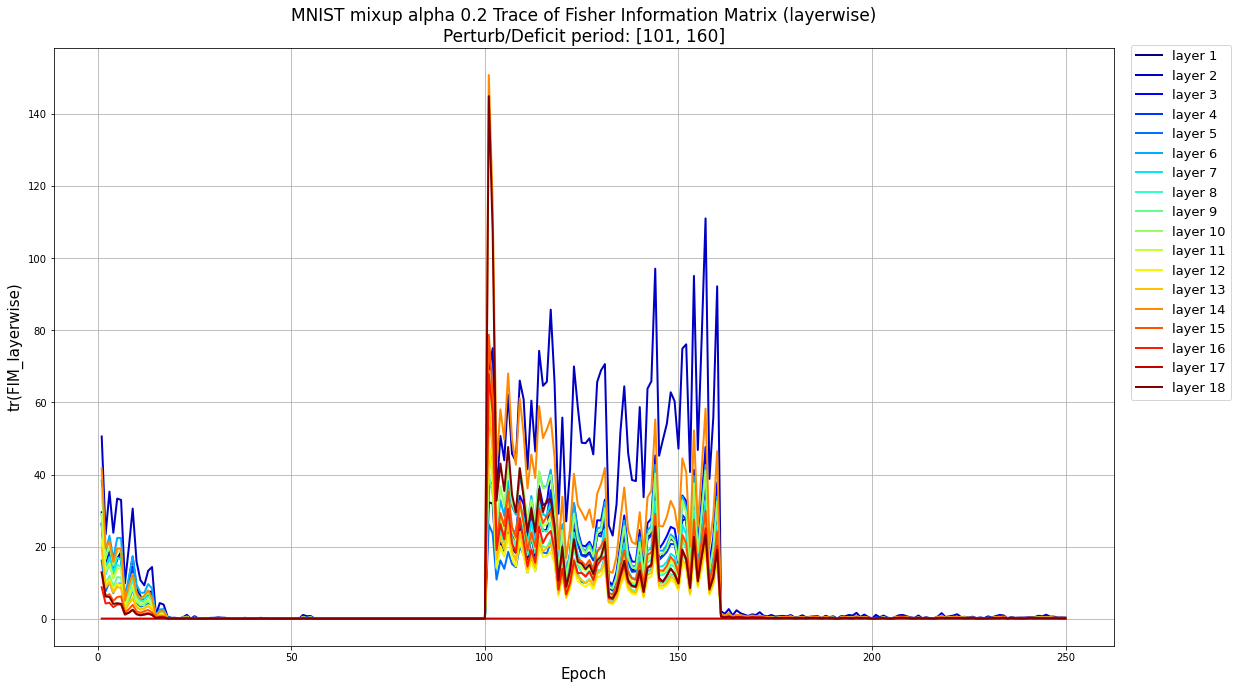 MNIST mixup alpha 0.2 Trace of Fisher Information Matrix (layerwise)
Perturb/Deficit period: [101, 160]
tr(FIM_layerwise)
140
120
100
80
60
40
20
0
0
50
100
150
200
250
Epoch
layer 1
layer 2
layer 3
layer 4
layer 5
layer 6
layer 7
layer 8
layer 9
layer 10
layer 11
layer 12
layer 13
layer 14
layer 15
layer 16
layer 17
layer 18